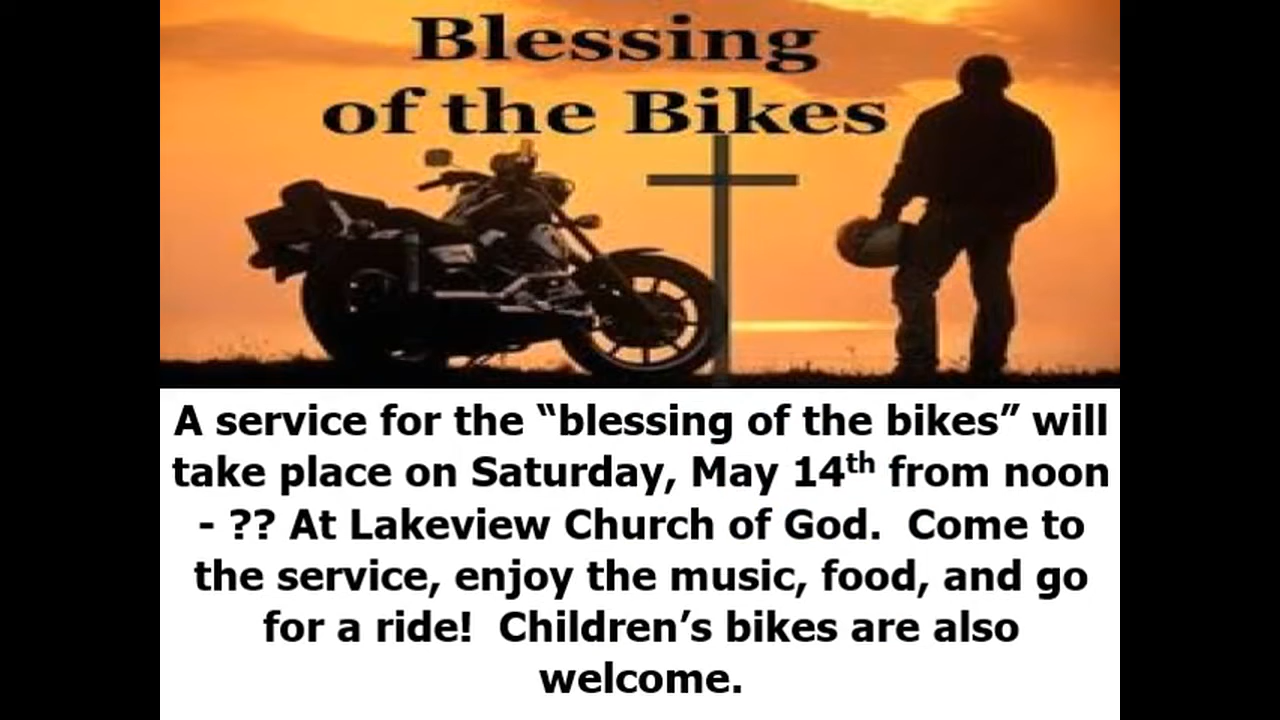 Blessing
of the Bikes
A service for the “blessing of the bikes” will
take place on Saturday, May 14th from noon
- ?? At Lakeview Church of God.  Come to
the service, enjoy the music, food, and go
for a ride!  Children’s bikes are also
welcome.